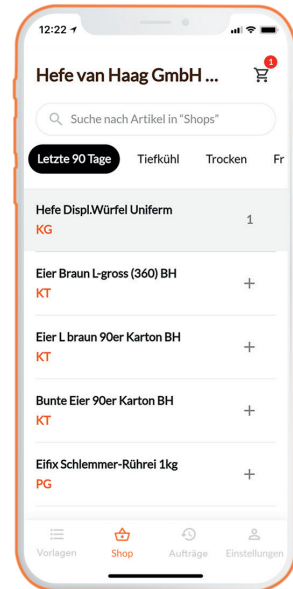 12:22
1
Hefe van Haag GmbH ...
Suche nach Artikel in "Shops"
Letzte 90 Tage Tiefkühl Trocken Fr
Hefe Displ.Würfel Uniferm
KG
1
Eier Braun L-gross (360) BH
KT
+
Eier L braun 90er Karton BH
KT
+
Bunte Eier 90er Karton BH
KT
+
Eifix Schlemmer-Rührei 1kg
PG
+
Vorlagen Shop Aufträge Einstellungen